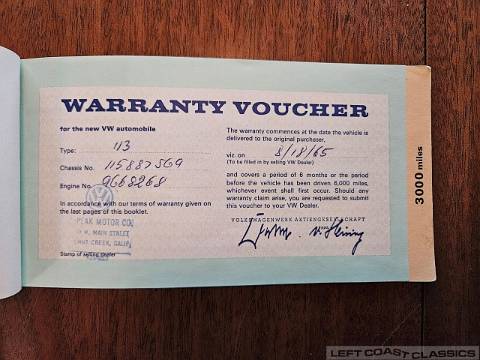 WARRANTY VOUCHER
for the new VW automobile
Type: 113
Chassis No. 115887569
Engine No. 9668268
In accordance with our terms of warranty given on
the last pages of this booklet.
PEAK MOTOR CO.
MAIN STREET
CREEK, CALIF.
Stamp of selling Dealer
The warranty commences at date the vehicle is
delivered to the original purchaser,
viz on 8/18/65
(To be filled in by selling VW Dealer)
and covers a period of 6 months or the period
before the vehicle has been driven 6,000 miles,
whichever event shall first occur. Should any
warranty claim arise, you are requested to submit
this voucher to your VW Dealer.
VOLKSWAGENWERK AKTIENGESELLSCHAFT
3000 miles
LEFT COAST CLASSICS